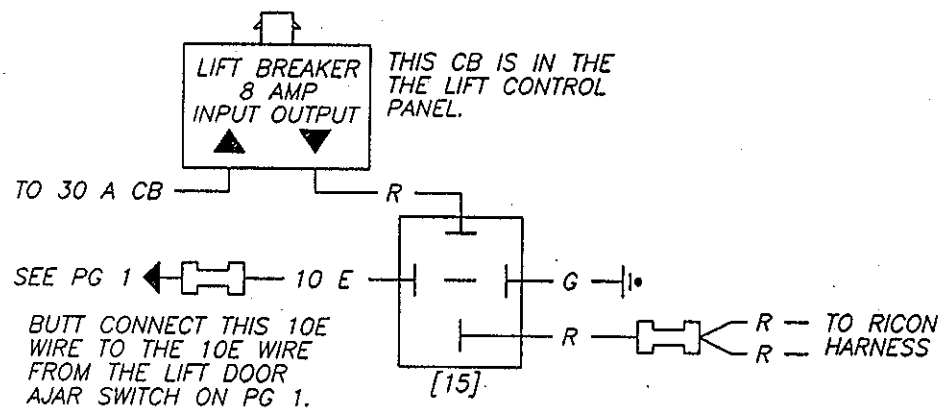 LIFT BREAKER
8 AMP
INPUT OUTPUT
THIS CB IS IN THE
THE LIFT CONTROL
PANEL.
TO 30 A CB
R
SEE PG 1
10 E
G
BUTT CONNECT THIS 10E
WIRE TO THE 10E WIRE
FROM THE LIFT DOOR
AJAR SWITCH ON PG 1.
[15]
R
R
R
TO RICON
HARNESS